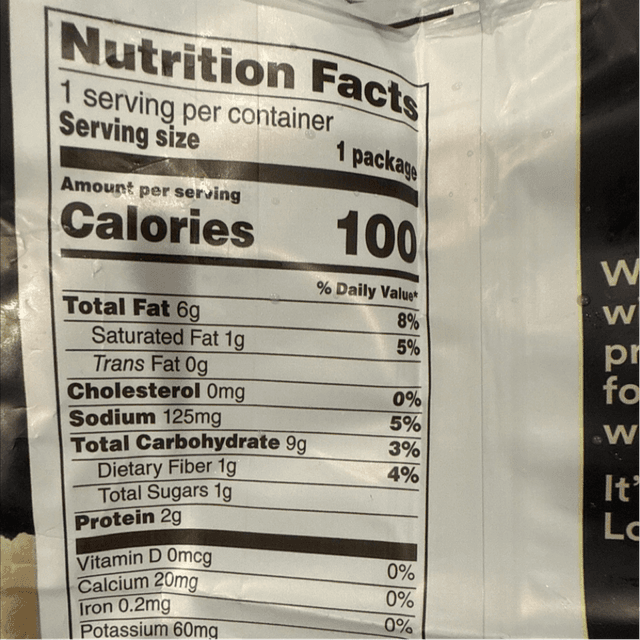 Nutrition Facts
1 serving per container
Serving size 1 package
Amount per serving
Calories 100
% Daily Value*
Total Fat 6g 8%
Saturated Fat 1g 5%
Trans Fat 0g
Cholesterol 0mg 0%
Sodium 125mg 5%
Total Carbohydrate 9g 3%
Dietary Fiber 1g 4%
Total Sugars 1g
Protein 2g
Vitamin D 0mcg 0%
Calcium 20mg 0%
Iron 0.2mg 0%
Potassium 60mg
It's